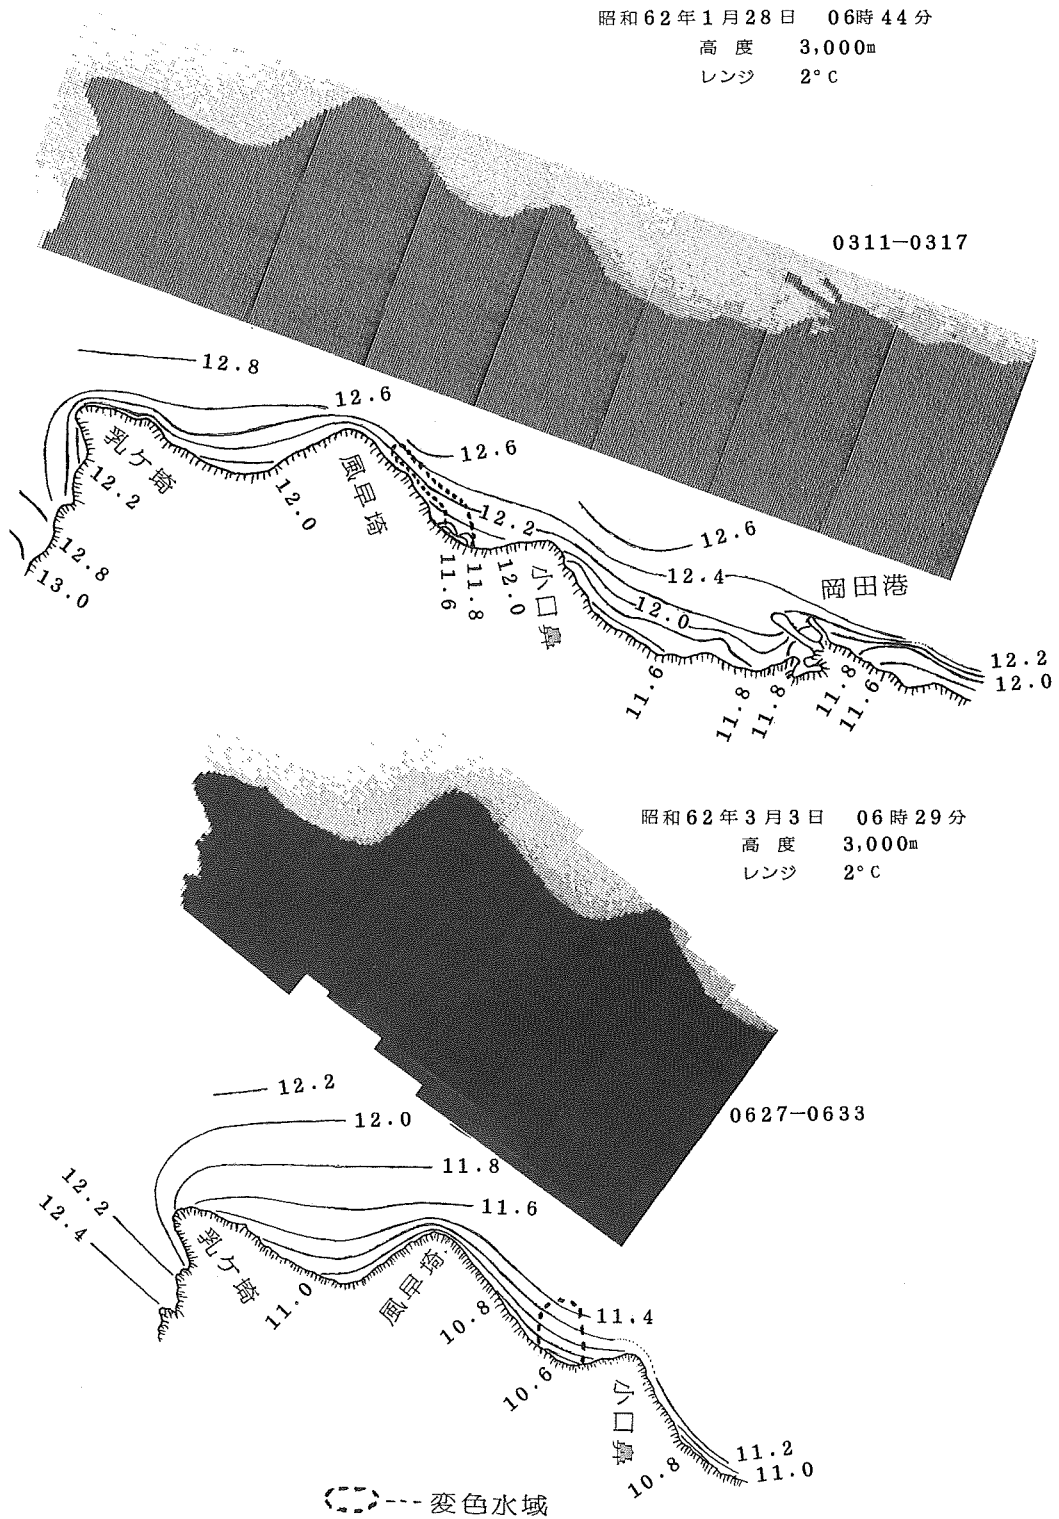 昭和62年1月28日 06時44分
高度 3,000m
レンジ 2°C
0311—0317
12.8
12.6
12.6
乳ケ埼
12.2
12.0
風早埼
12.2
12.6
12.4
岡田港
12.8
13.0
11.6
11.8
12.0
小口鼻
12.0
11.6
11.8
11.8
11.8
11.6
12.2
12.0
昭和62年3月3日 06時29分
高度 3,000m
レンジ 2°C
0627—0633
12.2
12.0
11.8
11.6
12.2
12.4
乳ケ埼
11.0
風早埼
10.8
11.4
10.6
小口鼻
11.2
11.0
10.8
---変色水域